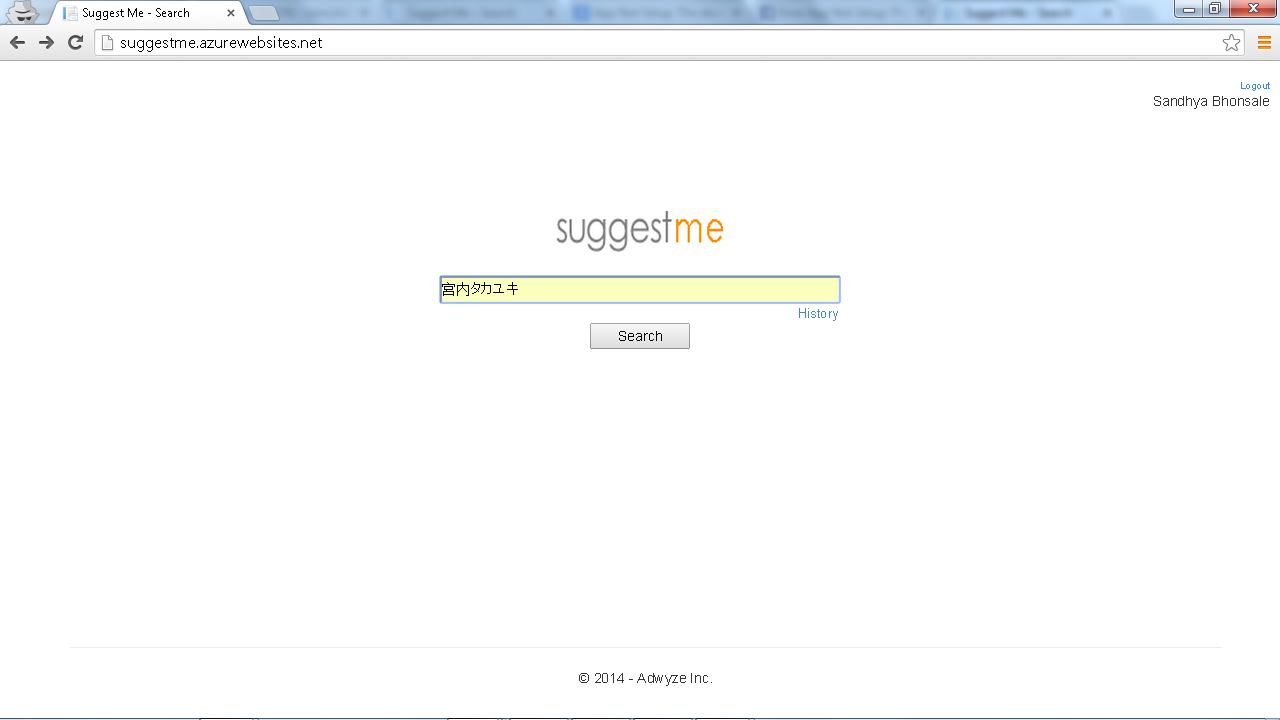 Suggest Me - Search
suggestme.azurewebsites.net
Logout
Sandhya Bhonsale
suggestme
宮内タカユキ
History
Search
© 2014 - Adwyze Inc.